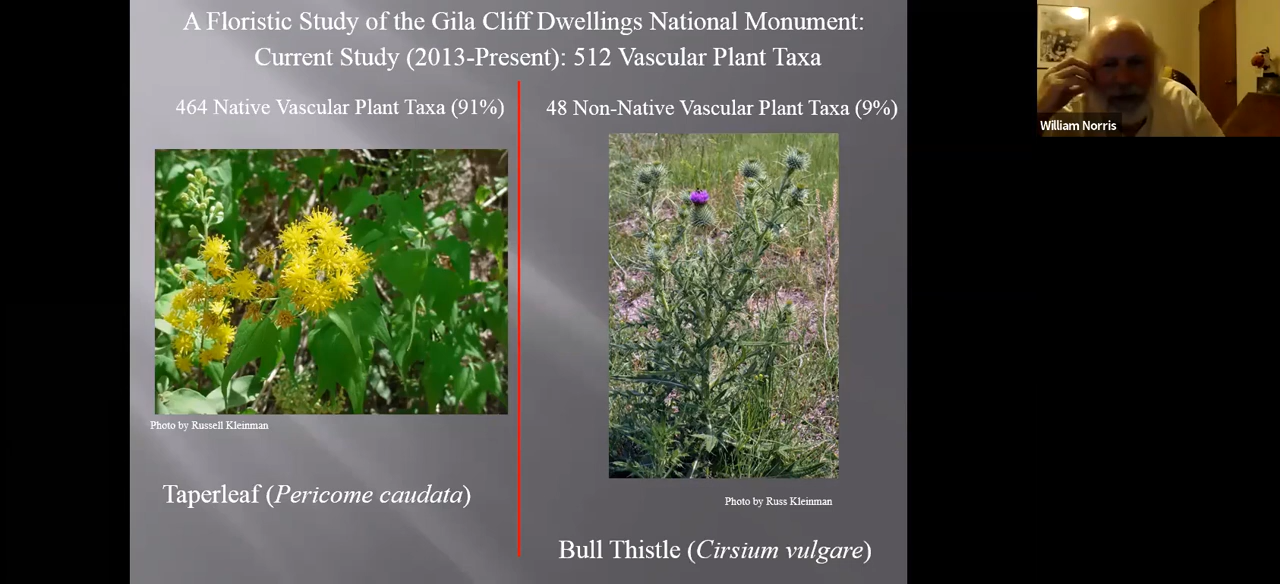 A Floristic Study of the Gila Cliff Dwellings National Monument:
Current Study (2013-Present): 512 Vascular Plant Taxa
464 Native Vascular Plant Taxa (91%)
Photo by Russell Kleinman
Taperleaf (Pericome caudata)
48 Non-Native Vascular Plant Taxa (9%)
Photo by Russ Kleinman
Bull Thistle (Cirsium vulgare)
William Norris